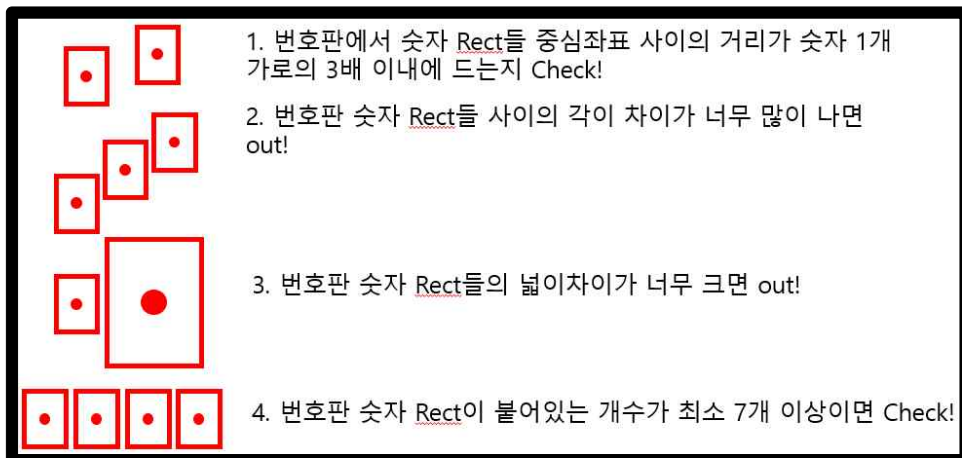 1. 번호판에서 숫자 Rect들 중심좌표 사이의 거리가 숫자 1개
가로의 3배 이내에 드는지 Check!
2. 번호판 숫자 Rect들 사이의 각이 차이가 너무 많이 나면
out!
3. 번호판 숫자 Rect들의 넓이차이가 너무 크면 out!
4. 번호판 숫자 Rect이 붙어있는 개수가 최소 7개 이상이면 Check!